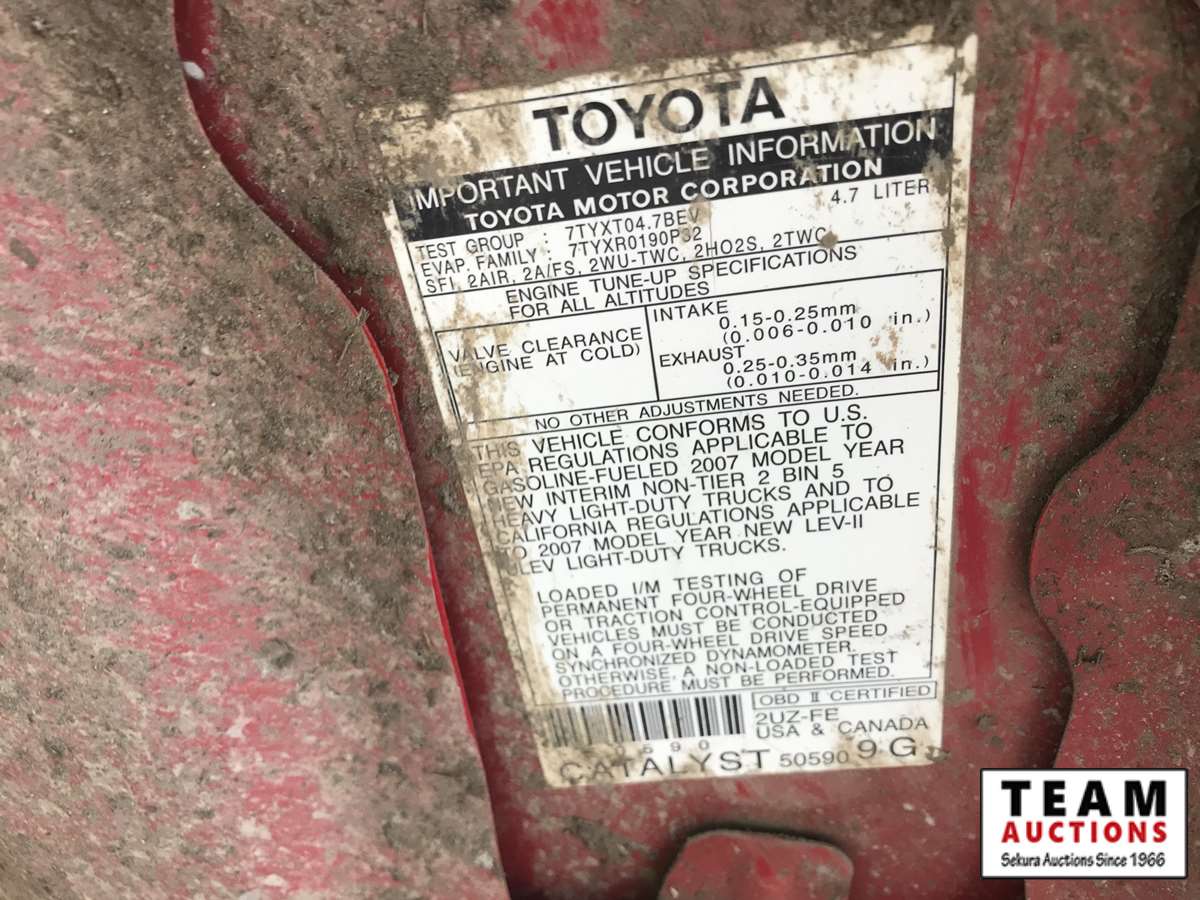 TOYOTA
IMPORTANT VEHICLE INFORMATION
TOYOTA MOTOR CORPORATION
TEST GROUP : 7TYXT04.7BEV 4.7 LITER
EVAP. FAMILY : 7TYXR0190P32
SFI, 2AIR, 2A/FS, 2WU-TWC, 2HO2S, 2TWC
ENGINE TUNE-UP SPECIFICATIONS
FOR ALL ALTITUDES
VALVE CLEARANCE
(ENGINE AT COLD)
INTAKE
0.15-0.25mm
(0.006-0.010 in.)
EXHAUST
0.25-0.35mm
(0.010-0.014 in.)
NO OTHER ADJUSTMENTS NEEDED.
THIS VEHICLE CONFORMS TO U.S.
EPA REGULATIONS APPLICABLE TO
GASOLINE-FUELED 2007 MODEL YEAR
NEW INTERIM NON-TIER 2 BIN 5
HEAVY LIGHT-DUTY TRUCKS AND TO
CALIFORNIA REGULATIONS APPLICABLE
TO 2007 MODEL YEAR NEW LEV-II
LIGHT-DUTY TRUCKS.
LOADED I/M TESTING OF
PERMANENT FOUR-WHEEL DRIVE
OR TRACTION CONTROL-EQUIPPED
VEHICLES MUST BE CONDUCTED
ON A FOUR-WHEEL DRIVE SPEED
SYNCHRONIZED DYNAMOMETER.
OTHERWISE, A NON-LOADED TEST
PROCEDURE MUST BE PERFORMED.
OBD II CERTIFIED
2UZ-FE
USA & CANADA
CATALYST 50590 9G
TEAM
AUCTIONS
Sekura Auctions Since 1966